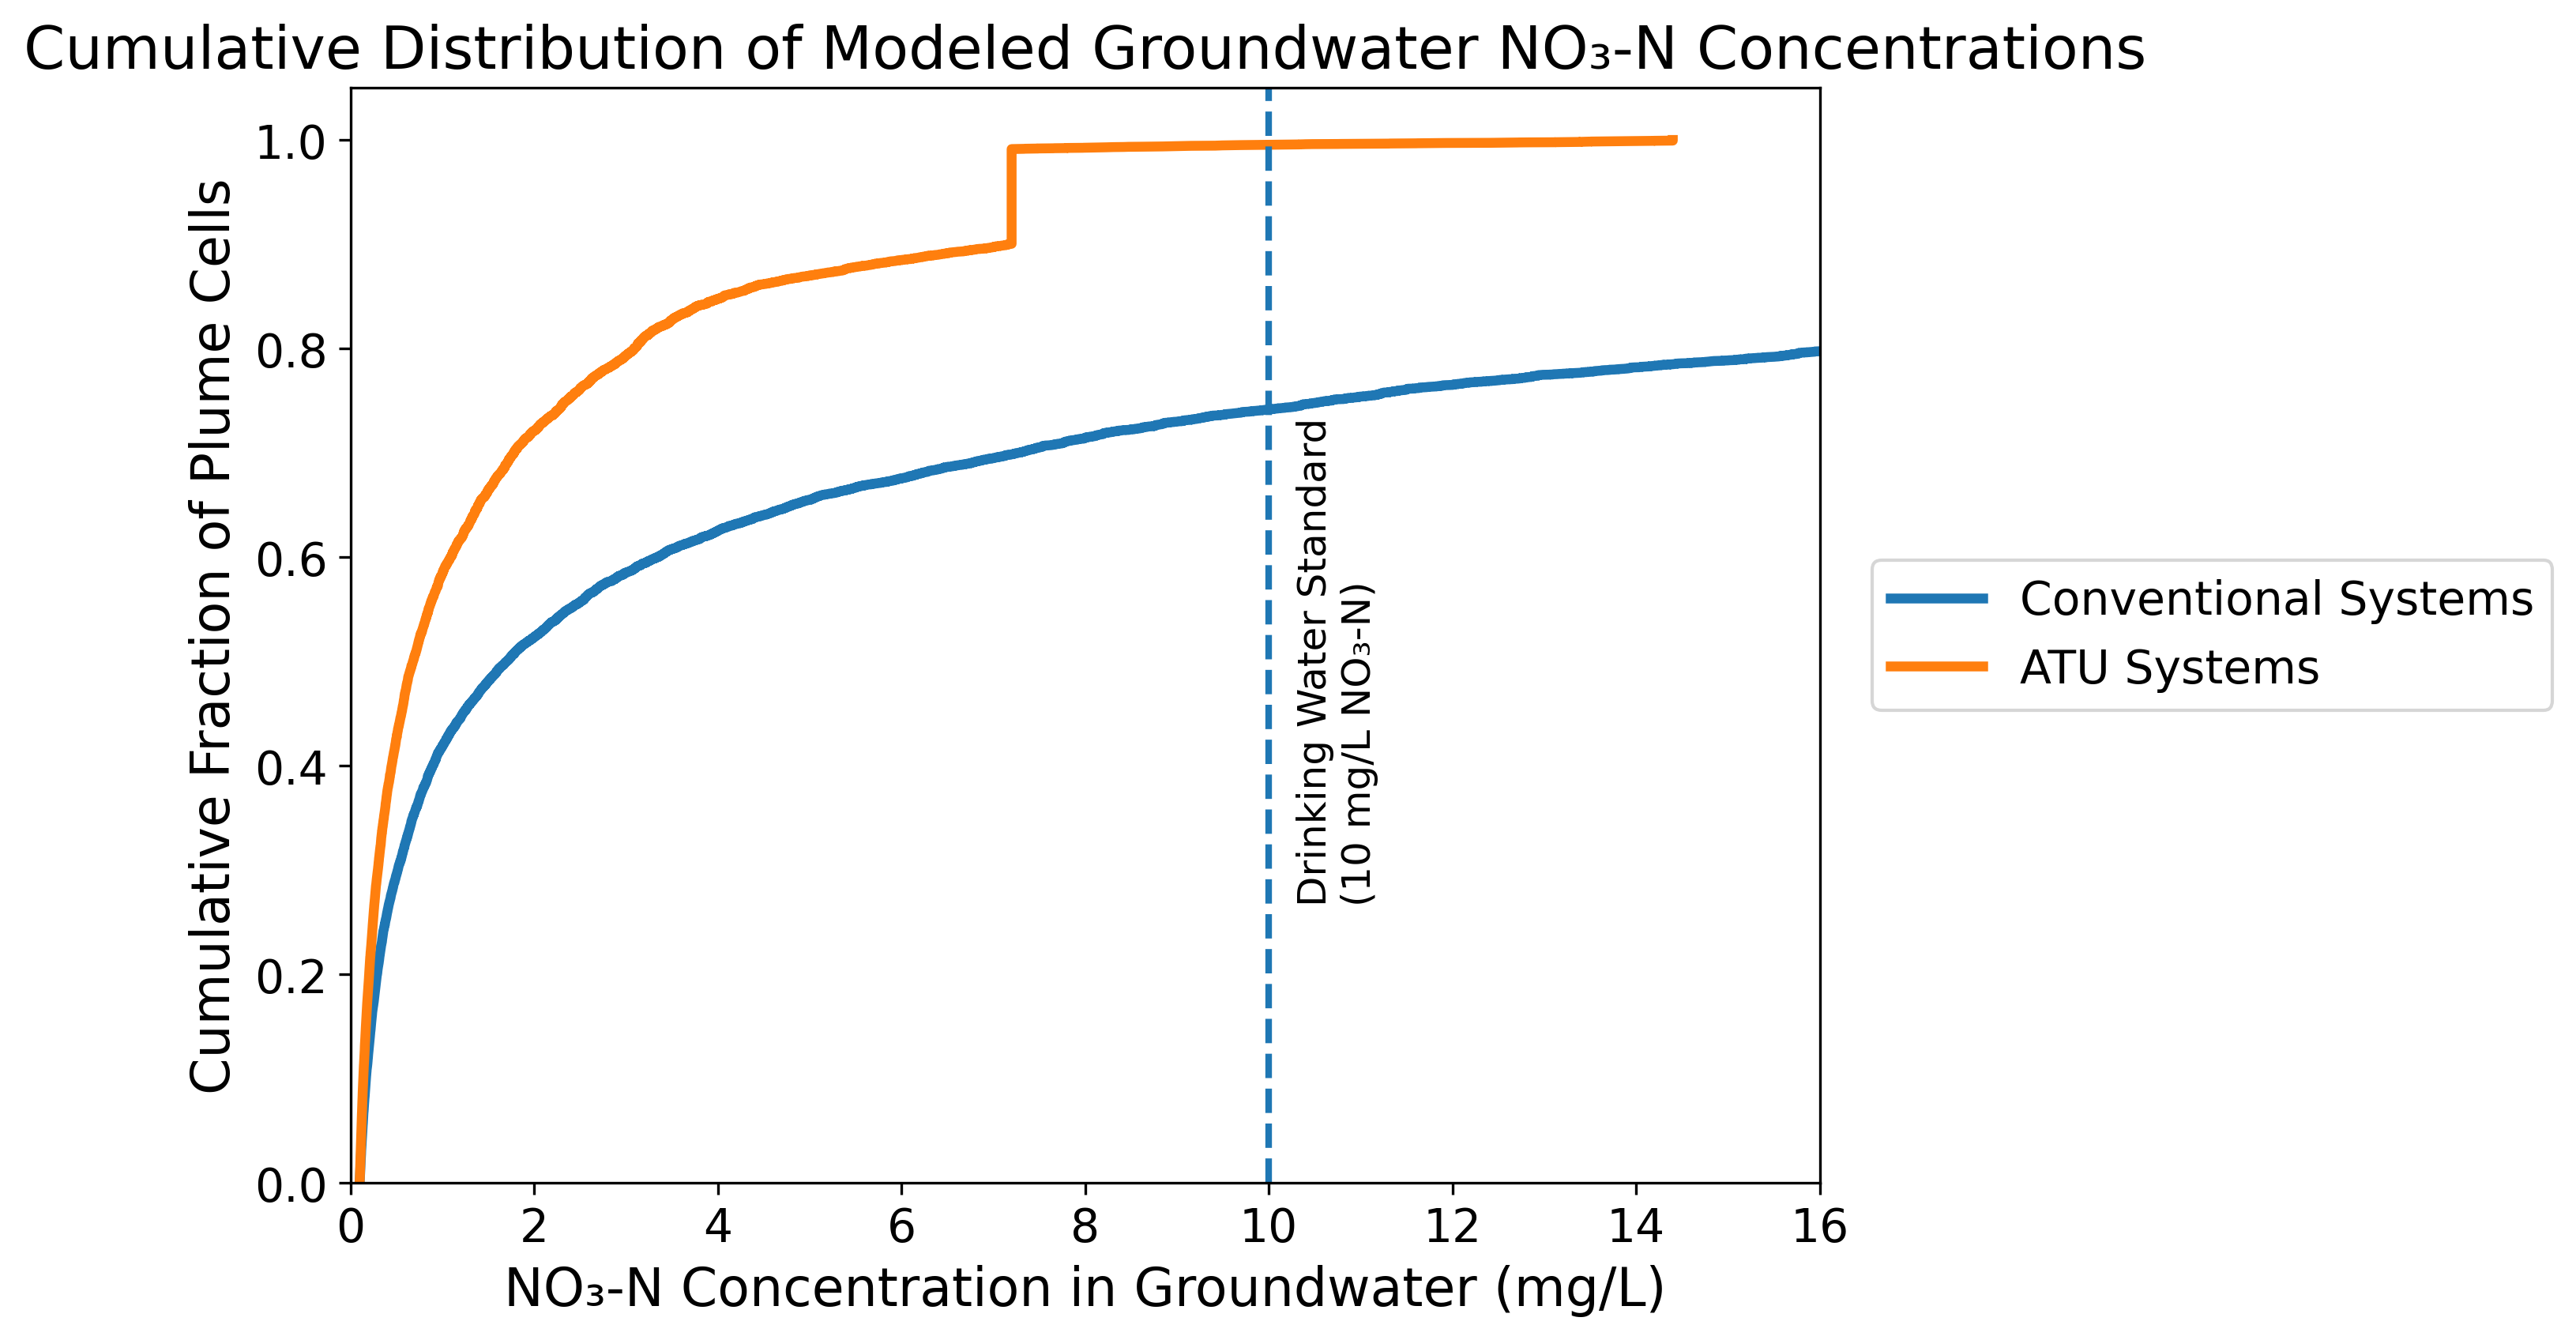 Cumulative Distribution of Modeled Groundwater NO₃-N Concentrations
Cumulative Fraction of Plume Cells
1.0
0.8
0.6
0.4
0.2
0.0
0 2 4 6 8 10 12 14 16
NO₃-N Concentration in Groundwater (mg/L)
Drinking Water Standard
(10 mg/L NO₃-N)
Conventional Systems
ATU Systems